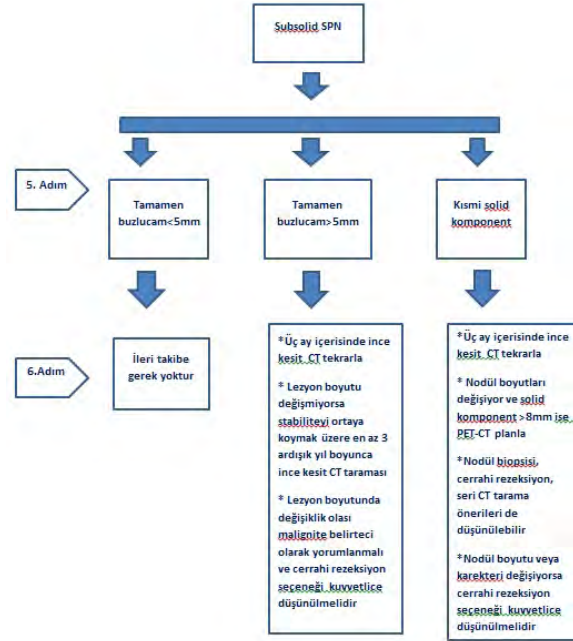 Subsolid SPN
5. Adım
Tamamen
buzlucam<5mm
Tamamen
buzlucam>5mm
Kısmi solid
komponent
6.Adım
İleri takibe
gerek yoktur
*Üç ay içerisinde ince
kesit CT tekrarla
* Lezyon boyutu
değişmiyorsa
stabiliteyi ortaya
koymak üzere en az 3
ardışık yıl boyunca
ince kesit CT taraması
* Lezyon boyutunda
değişiklik olası
malignite belirteci
olarak yorumlanmalı
ve cerrahi rezeksiyon
seçeneği kuvvetlice
düşünülmelidir
*Üç ay içerisinde ince
kesit CT tekrarla
* Nodül boyutları
değişiyor ve solid
komponent >8mm ise
PET-CT planla
*Nodül biopsisi,
cerrahi rezeksiyon,
seri CT tarama
önerileri de
düşünülebilir
*Nodül boyutu veya
karekteri değişiyorsa
cerrahi rezeksiyon
seçeneği kuvvetlice
düşünülmelidir